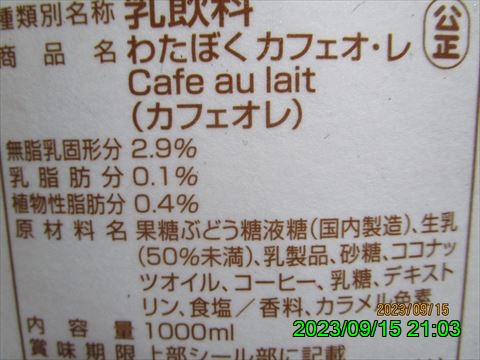 種類別名称 乳飲料
公正
商品名 わたぼく カフェオ・レ
Cafe au lait
(カフェオレ)
無脂乳固形分 2.9%
乳脂肪分 0.1%
植物性脂肪分 0.4%
原材料名 果糖ぶどう糖液糖(国内製造)、生乳
(50%未満)、乳製品、砂糖、ココナッ
ツオイル、コーヒー、乳糖、デキスト
リン、食塩/香料、カラメル色素
2023/09/15
内容量 1000ml
2023/09/15 21:03
賞味期限 上部シール部に記載